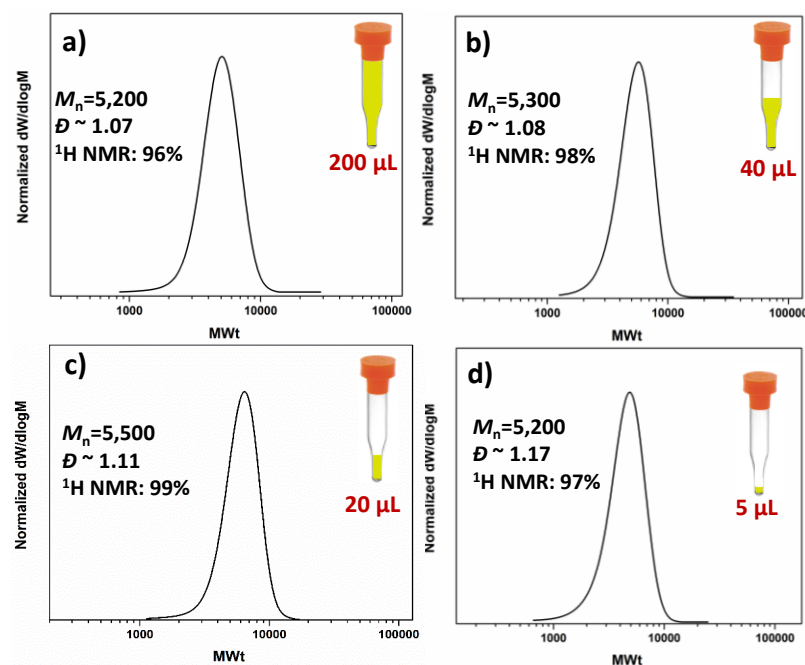 a)
Normalized dW/dlogM
Mn=5,200
Đ ~ 1.07
¹H NMR: 96%
200 µL
1000 10000 100000
MWt
b)
Normalized dW/dlogM
Mn=5,300
Đ ~ 1.08
¹H NMR: 98%
40 µL
1000 10000 100000
MWt
c)
Normalized dW/dlogM
Mn=5,500
Đ ~ 1.11
¹H NMR: 99%
20 µL
1000 10000 100000
MWt
d)
Normalized dW/dlogM
Mn=5,200
Đ ~ 1.17
¹H NMR: 97%
5 µL
1000 10000 100000
MWt